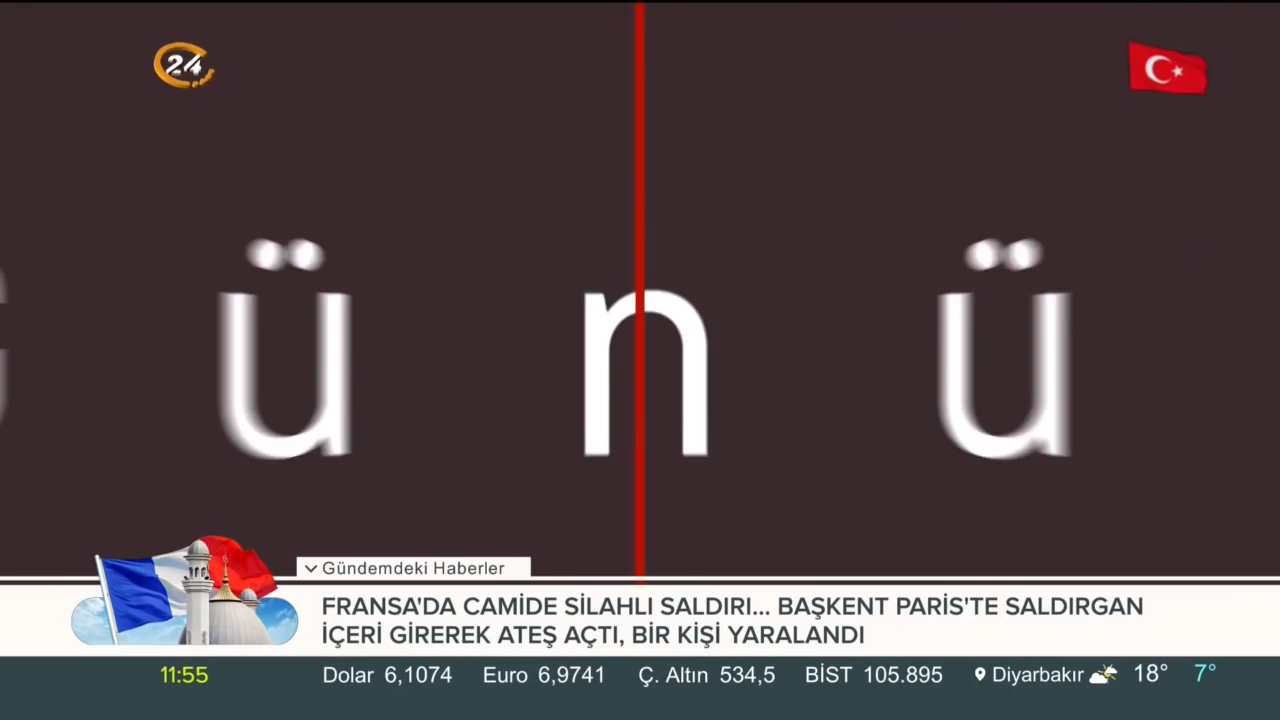 24
ünü
Gündemdeki Haberler
FRANSA'DA CAMİDE SİLAHLI SALDIRI... BAŞKENT PARİS'TE SALDIRGAN
İÇERİ GİREREK ATEŞ AÇTI, BİR KİŞİ YARALANDI
11:55 Dolar 6,1074 Euro 6,9741 Ç. Altın 534,5 BİST 105.895 Diyarbakır 18° 7°